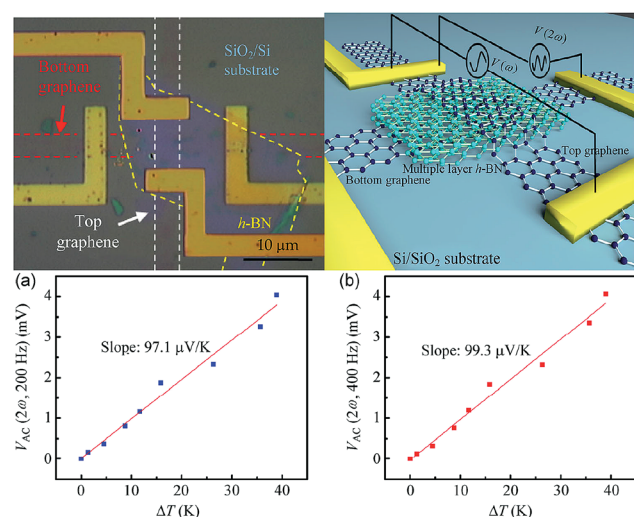 Bottom
graphene
SiO₂/Si
substrate
Top
graphene
h-BN
10 μm
V(2ω)
V(ω)
Top graphene
Multiple layer h-BN
Bottom graphene
Si/SiO₂ substrate
(a)
V_AC (2ω, 200 Hz) (mV)
4
3
2
1
0
Slope: 97.1 μV/K
0 10 20 30 40
ΔT (K)
(b)
V_AC (2ω, 400 Hz) (mV)
4
3
2
1
0
Slope: 99.3 μV/K
0 10 20 30 40
ΔT (K)